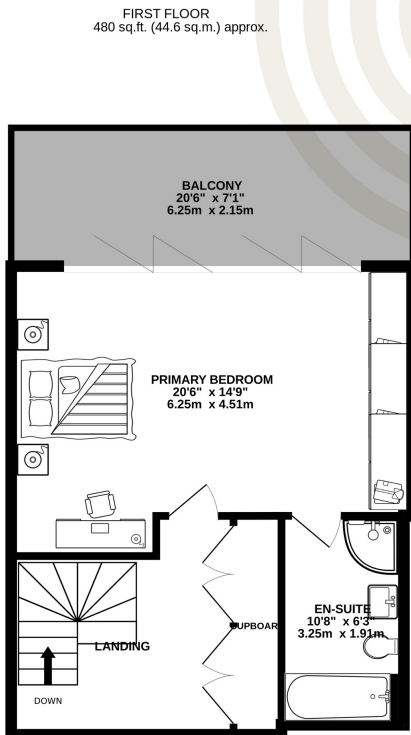 FIRST FLOOR
480 sq.ft. (44.6 sq.m.) approx.
BALCONY
20'6" x 7'1"
6.25m x 2.15m
PRIMARY BEDROOM
20'6" x 14'9"
6.25m x 4.51m
EN-SUITE
10'8" x 6'3"
3.25m x 1.91m
CUPBOARD
LANDING
DOWN